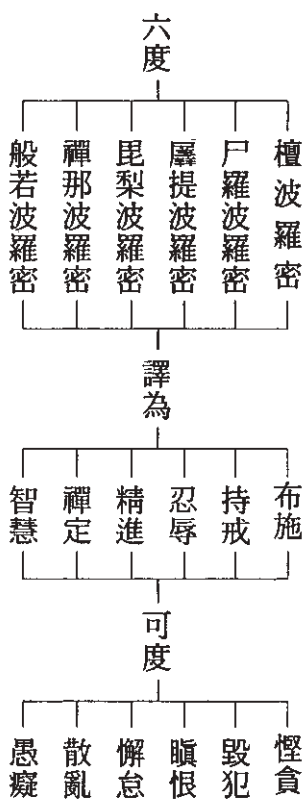 六度
檀波羅密
尸羅波羅密
羼提波羅密
毘梨波羅密
禪那波羅密
般若波羅密
譯為
布施
持戒
忍辱
精進
禪定
智慧
可度
慳貪
毀犯
瞋恨
懈怠
散亂
愚癡